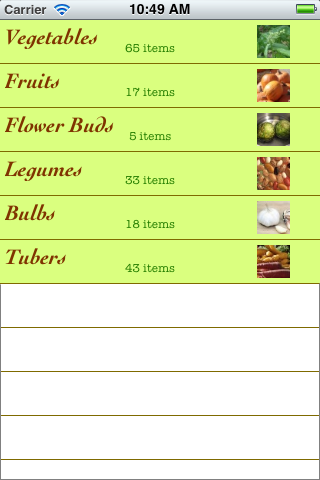 Carrier 10:49 AM
Vegetables
65 items
Fruits
17 items
Flower Buds
5 items
Legumes
33 items
Bulbs
18 items
Tubers
43 items